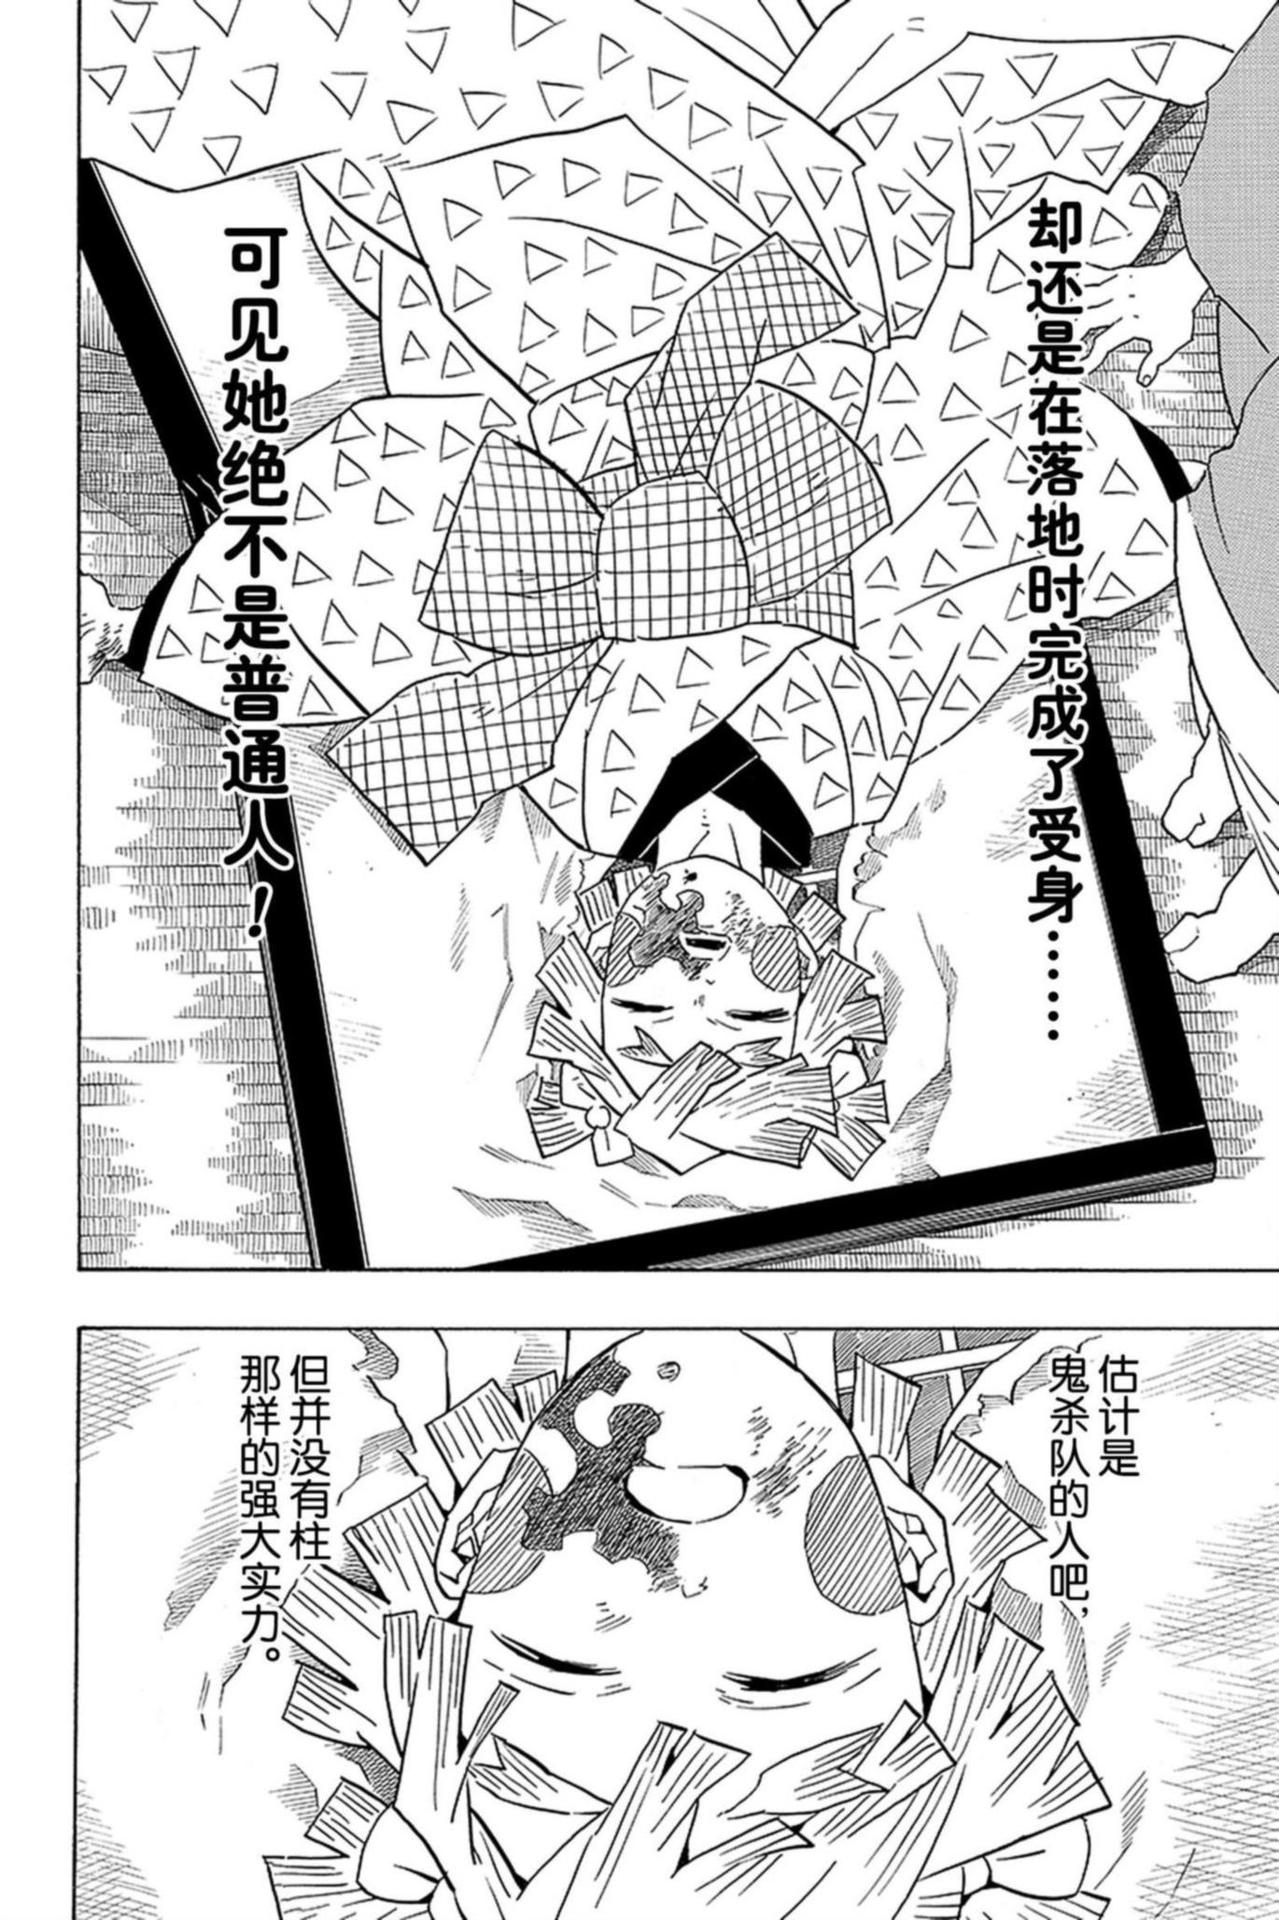 却还是在落地时完成了受身……
可见她绝不是普通人！
估计是
鬼杀队的人吧，
但并没有柱
那样的强大实力。